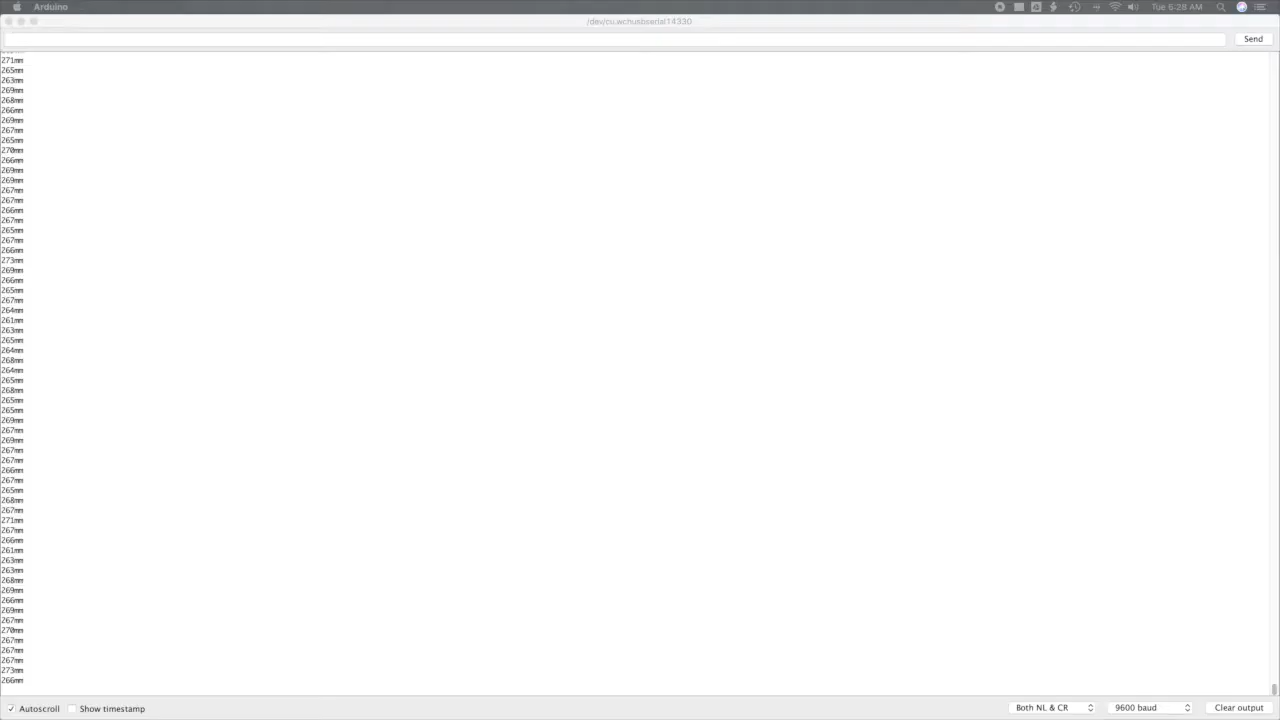 Arduino
Tue 6:28 AM
/dev/cu.wchusbserial14330
Send
271mm
265mm
263mm
269mm
268mm
266mm
269mm
267mm
265mm
270mm
266mm
269mm
269mm
267mm
267mm
266mm
267mm
265mm
267mm
266mm
273mm
269mm
266mm
265mm
267mm
264mm
261mm
263mm
265mm
264mm
268mm
264mm
265mm
268mm
265mm
265mm
269mm
267mm
269mm
267mm
267mm
266mm
267mm
265mm
268mm
267mm
271mm
267mm
266mm
261mm
263mm
263mm
268mm
269mm
266mm
269mm
267mm
270mm
267mm
267mm
267mm
273mm
266mm
Autoscroll
Show timestamp
Both NL & CR
9600 baud
Clear output